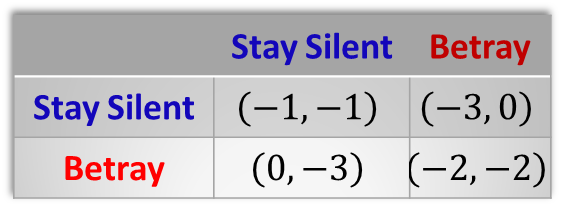 Stay Silent Betray
Stay Silent (−1, −1) (−3, 0)
Betray (0, −3) (−2, −2)